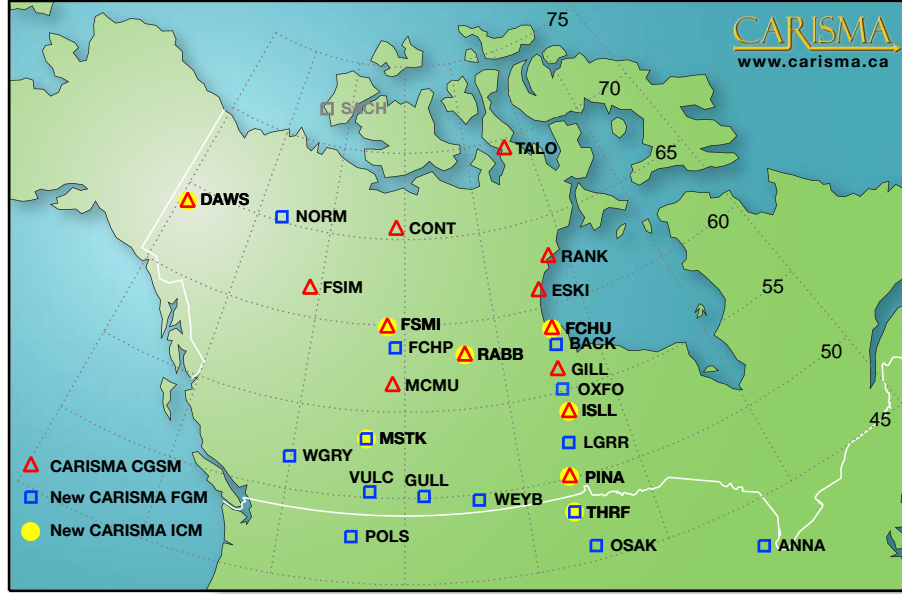 75
CARISMA
www.carisma.ca
70
SACH
TALO
65
DAWS
NORM
CONT
60
RANK
FSIM
ESKI
55
FSMI
FCHU
FCHP
BACK
50
RABB
GILL
MCMU
OXFO
ISLL
45
MSTK
LGRR
WGRY
CARISMA CGSM
VULC
GULL
PINA
New CARISMA FGM
WEYB
THRF
New CARISMA ICM
POLS
OSAK
ANNA